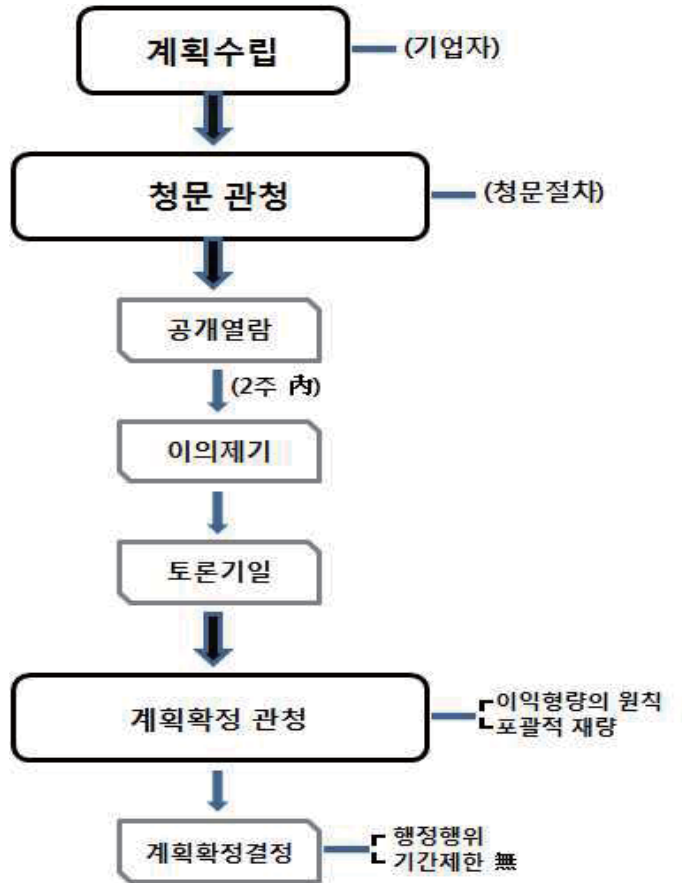 계획수립
(기업자)
청문 관청
(청문절차)
공개열람
(2주 內)
이의제기
토론기일
계획확정 관청
이익형량의 원칙
포괄적 재량
계획확정결정
행정행위
기간제한 無